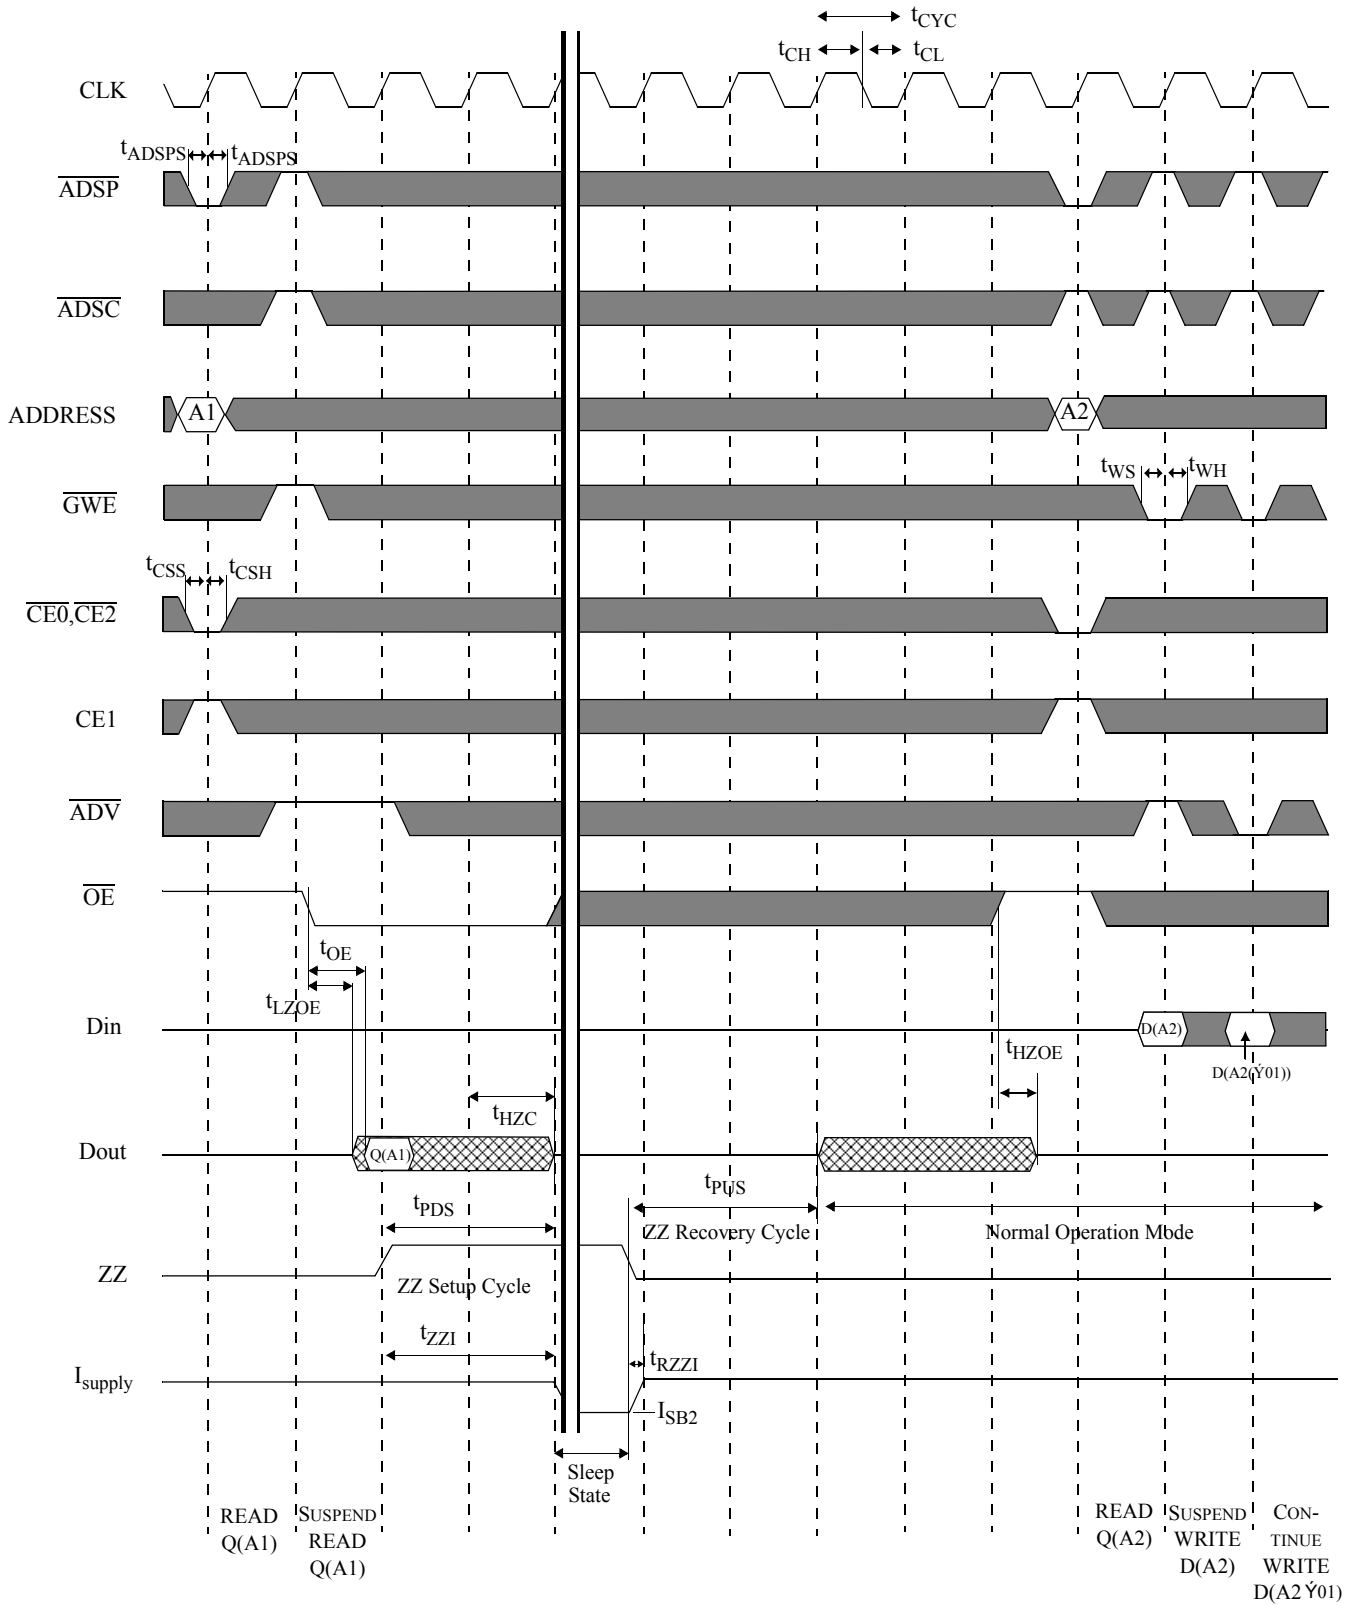 tCYC
tCH
tCL
CLK
tADSPS
tADSPS
ADSP
ADSC
ADDRESS
A1
A2
tWS
tWH
GWE
tCSS
tCSH
CE0,CE2
CE1
ADV
OE
tOE
tLZOE
Din
D(A2)
tHZOE
D(A2(Ý01))
tHZC
Dout
Q(A1)
tPUS
tPDS
ZZ Recovery Cycle
Normal Operation Mode
ZZ
ZZ Setup Cycle
tZZI
tRZZI
Isupply
ISB2
Sleep
State
READ
Q(A1)
SUSPEND
READ
Q(A1)
READ
Q(A2)
SUSPEND
WRITE
D(A2)
CON-
TINUE
WRITE
D(A2Ý01)